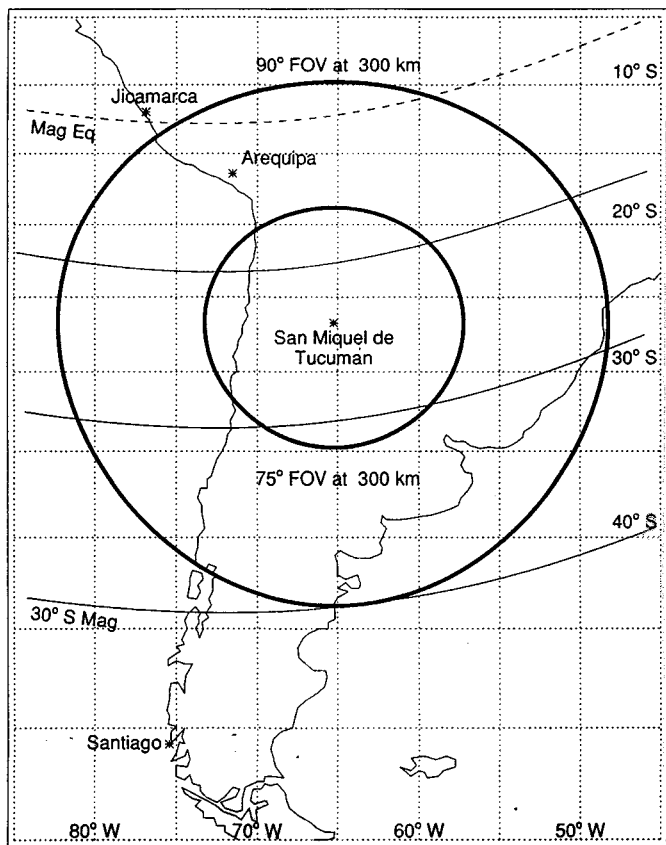 90° FOV at 300 km
10° S
Jicamarca
Mag Eq
Arequipa
20° S
San Miquel de
Tucuman
30° S
75° FOV at 300 km
40° S
30° S Mag
Santiago
80° W
70° W
60° W
50° W